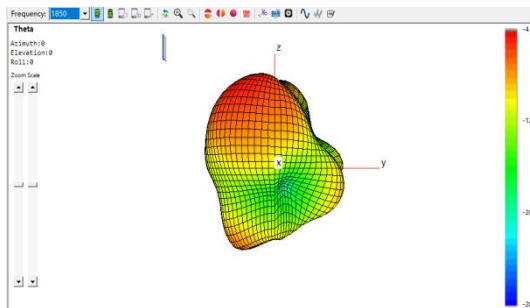 Frequency: 1850
Theta
Azimuth:0
Elevation:0
Roll:0
Zoom Scale
z
x
y
-4
-12
-20
-28